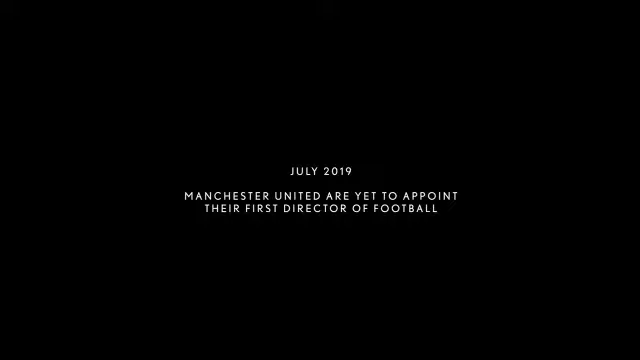 JULY 2019
MANCHESTER UNITED ARE YET TO APPOINT
THEIR FIRST DIRECTOR OF FOOTBALL